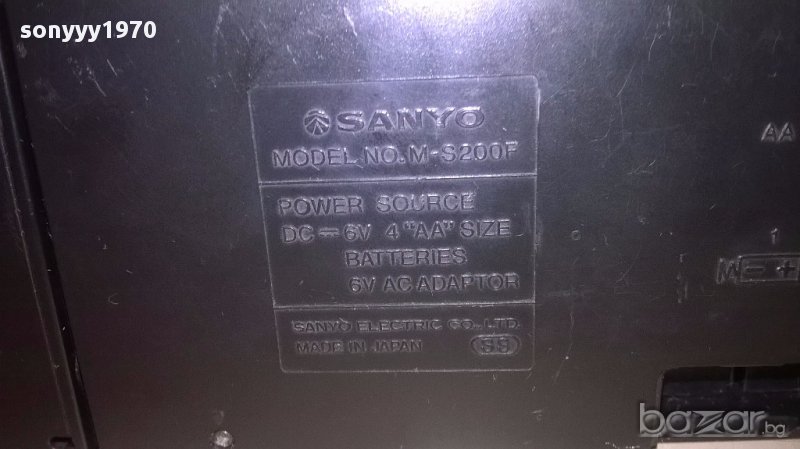 sonyyy1970
SANYO
MODEL NO. M-S200F
POWER SOURCE
DC 6V 4 "AA" SIZE
BATTERIES
6V AC ADAPTOR
SANYO ELECTRIC CO., LTD.
MADE IN JAPAN
AA
1
- +
bazar.bg